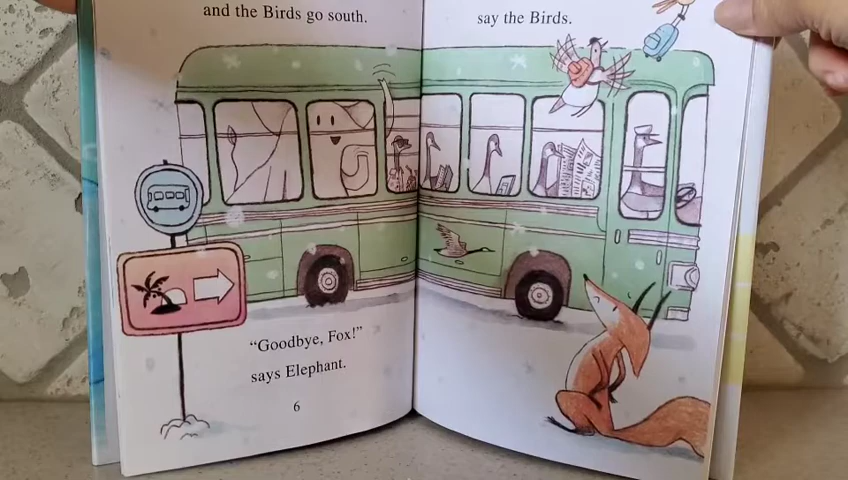 and the Birds go south.
“Goodbye, Fox!”
says Elephant.
6
say the Birds.